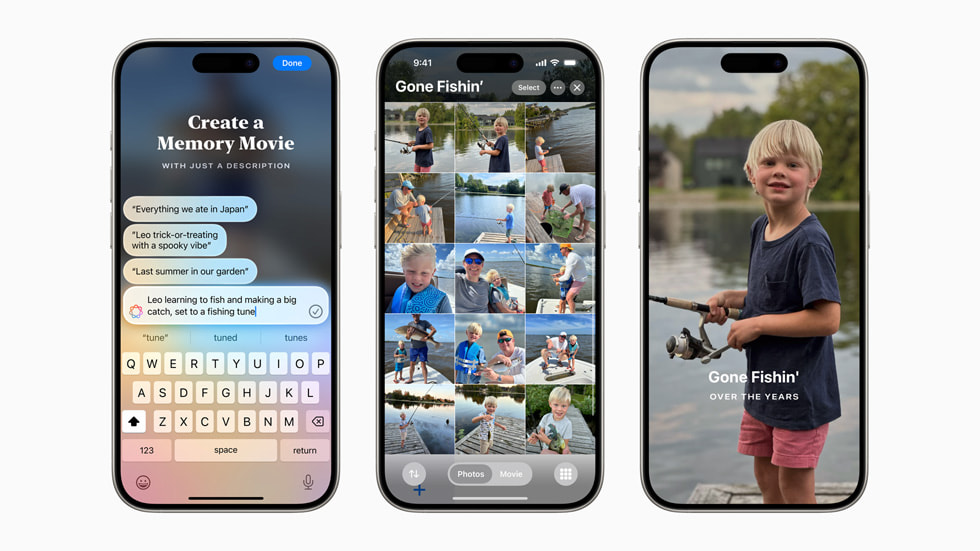 Done
Create a
Memory Movie
WITH JUST A DESCRIPTION
“Everything we ate in Japan”
“Leo trick-or-treating
with a spooky vibe”
“Last summer in our garden”
Leo learning to fish and making a big
catch, set to a fishing tune
“tune”
tuned
tunes
Q W E R T Y U I O P
A S D F G H J K L
Z X C V B N M
123
space
return
9:41
Gone Fishin’
Select
Photos
Movie
Gone Fishin'
OVER THE YEARS